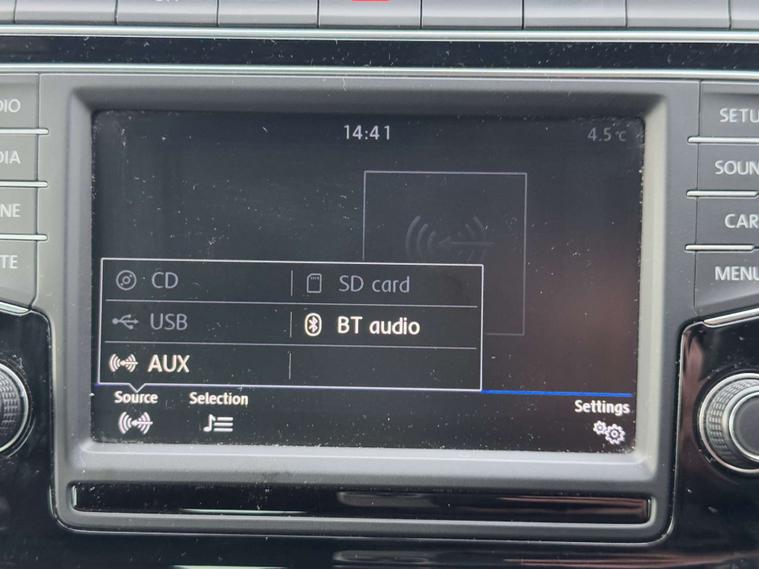 14:41 4.5 °C
CD SD card
USB BT audio
AUX
Source Selection
Settings
DIO
DIA
NE
TE
SETU
SOUN
CAR
MENU